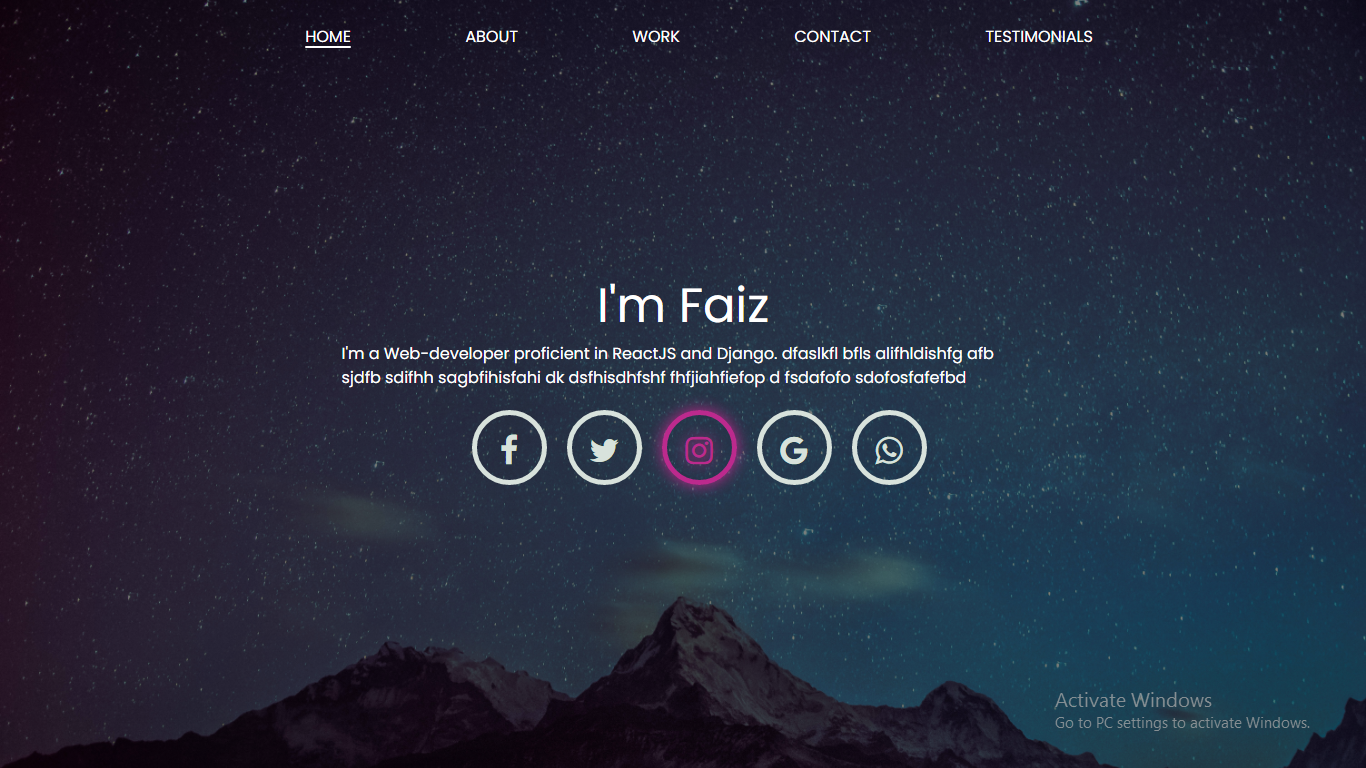 HOME ABOUT WORK CONTACT TESTIMONIALS
I'm Faiz
I'm a Web-developer proficient in ReactJS and Django. dfaslkfl bfls alifhldishfg afb
sjdfb sdifhh sagbfihisfahi dk dsfhisdhfshf fhfjiahfiefop d fsdafofo sdofosfafefbd
Activate Windows
Go to PC settings to activate Windows.